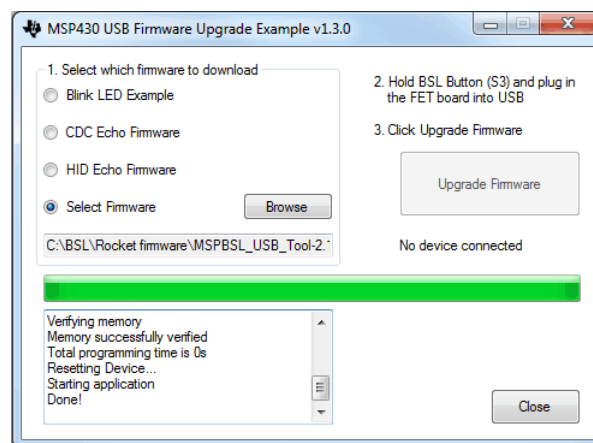 MSP430 USB Firmware Upgrade Example v1.3.0
1. Select which firmware to download
Blink LED Example
CDC Echo Firmware
HID Echo Firmware
Select Firmware
Browse
C:\BSL\Rocket firmware\MSPBSL_USB_Tool-2.
2. Hold BSL Button (S3) and plug in
the FET board into USB
3. Click Upgrade Firmware
Upgrade Firmware
No device connected
Verifying memory
Memory successfully verified
Total programming time is 0s
Resetting Device...
Starting application
Done!
Close